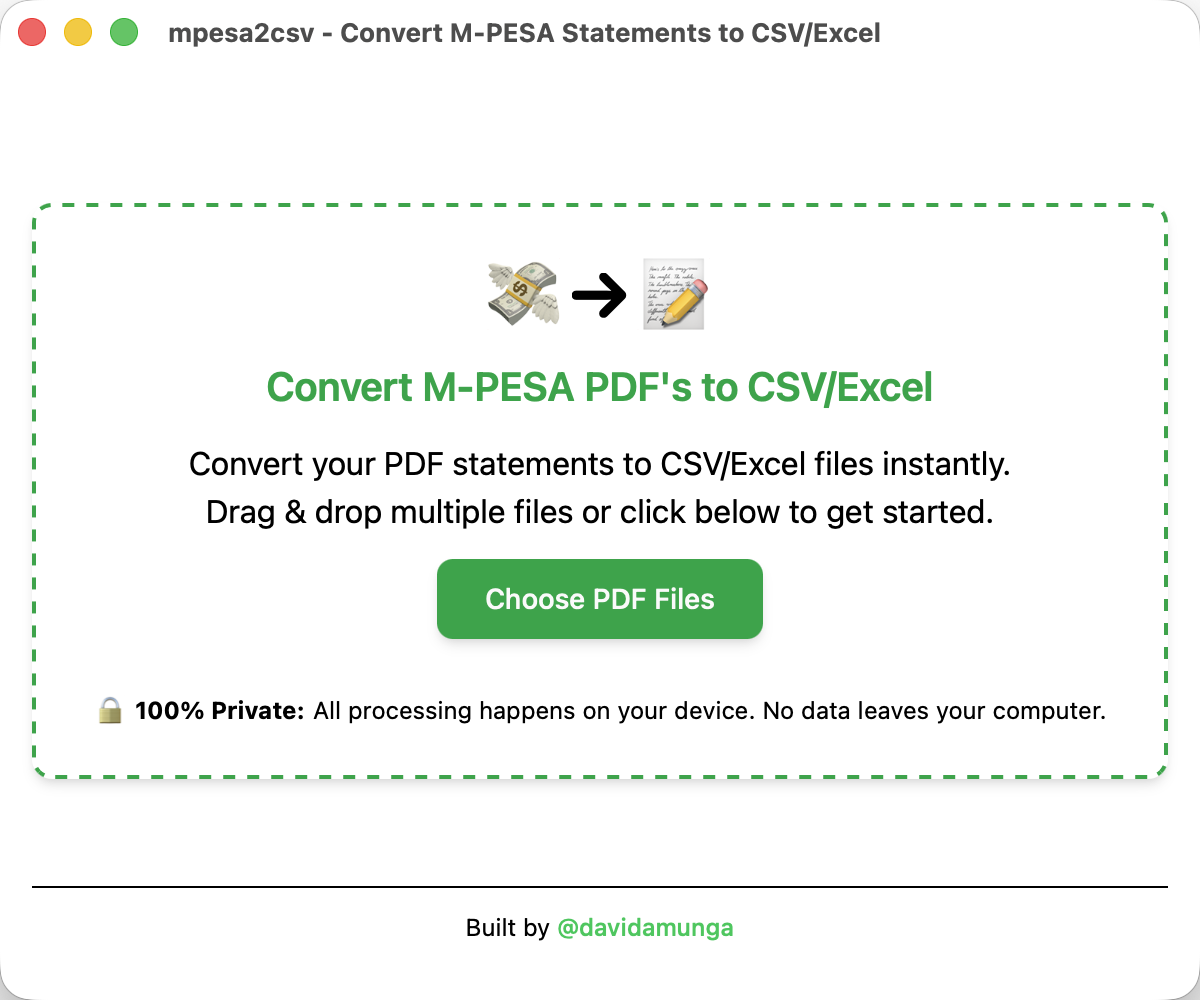 mpesa2csv - Convert M-PESA Statements to CSV/Excel
Convert M-PESA PDF's to CSV/Excel
Convert your PDF statements to CSV/Excel files instantly.
Drag & drop multiple files or click below to get started.
Choose PDF Files
🔒 100% Private: All processing happens on your device. No data leaves your computer.
Built by @davidamunga